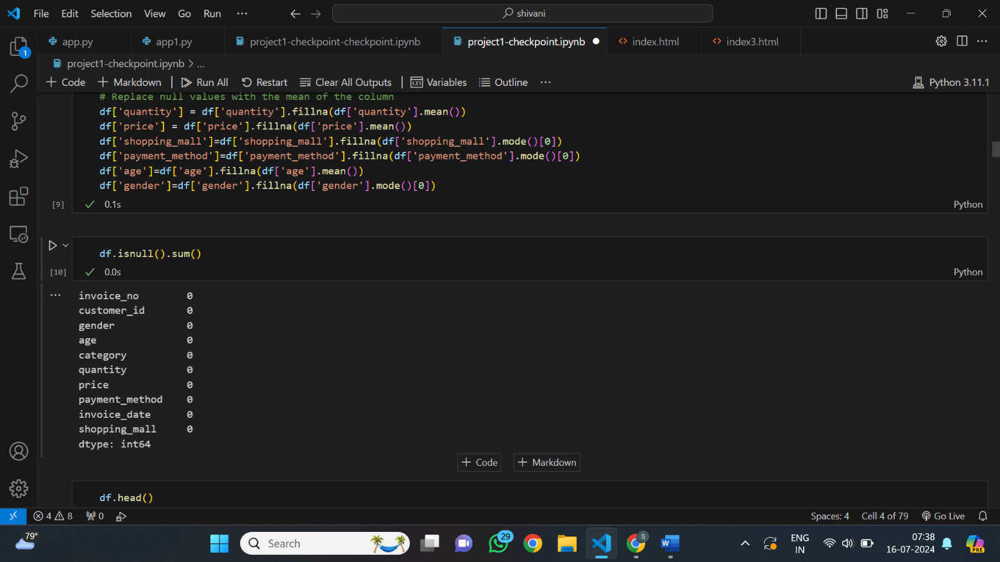 File Edit Selection View Go Run ··· shivani
1 app.py app1.py project1-checkpoint-checkpoint.ipynb project1-checkpoint.ipynb index.html index3.html ···
project1-checkpoint.ipynb > ...
+ Code + Markdown | Run All Restart Clear All Outputs | Variables Outline ··· Python 3.11.1
# Replace null values with the mean of the column
df['quantity'] = df['quantity'].fillna(df['quantity'].mean())
df['price'] = df['price'].fillna(df['price'].mean())
df['shopping_mall']=df['shopping_mall'].fillna(df['shopping_mall'].mode()[0])
df['payment_method']=df['payment_method'].fillna(df['payment_method'].mode()[0])
df['age']=df['age'].fillna(df['age'].mean())
df['gender']=df['gender'].fillna(df['gender'].mode()[0])
[9] ✓ 0.1s Python
df.isnull().sum()
[10] ✓ 0.0s Python
··· invoice_no 0
customer_id 0
gender 0
age 0
category 0
quantity 0
price 0
payment_method 0
invoice_date 0
shopping_mall 0
dtype: int64
+ Code + Markdown
df.head()
4 8 0 Spaces: 4 Cell 4 of 79 Go Live
79° Search 29 S W ENG 07:38
IN 16-07-2024 PRE